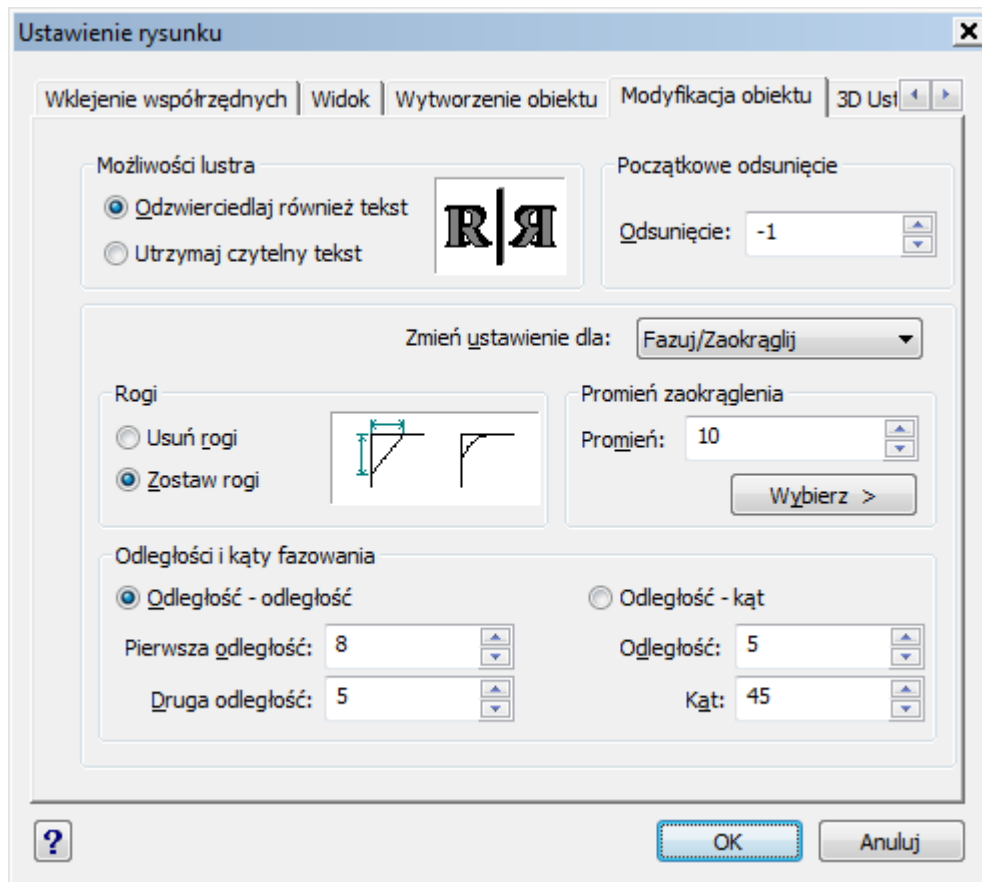 Ustawienie rysunku
Wklejenie współrzędnych Widok Wytworzenie obiektu Modyfikacja obiektu 3D Ust
Możliwości lustra
Odzwierciedlaj również tekst
Utrzymaj czytelny tekst
R R
Początkowe odsunięcie
Odsunięcie: -1
Zmień ustawienie dla: Fazuj/Zaokrąglij
Rogi
Usuń rogi
Zostaw rogi
Promień zaokrąglenia
Promień: 10
Wybierz >
Odległości i kąty fazowania
Odległość - odległość Odległość - kąt
Pierwsza odległość: 8 Odległość: 5
Druga odległość: 5 Kąt: 45
? OK Anuluj